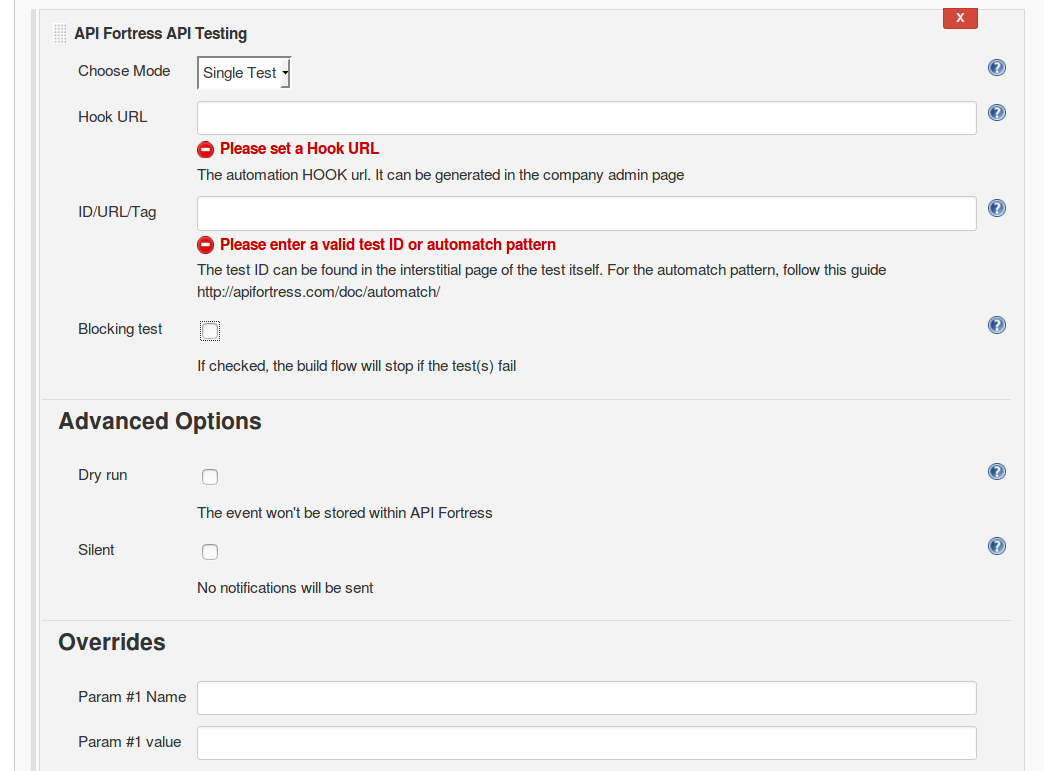 X
API Fortress API Testing
Choose Mode Single Test
Hook URL
Please set a Hook URL
The automation HOOK url. It can be generated in the company admin page
ID/URL/Tag
Please enter a valid test ID or automatch pattern
The test ID can be found in the interstitial page of the test itself. For the automatch pattern, follow this guide
http://apifortress.com/doc/automatch/
Blocking test
If checked, the build flow will stop if the test(s) fail
Advanced Options
Dry run
The event won't be stored within API Fortress
Silent
No notifications will be sent
Overrides
Param #1 Name
Param #1 value